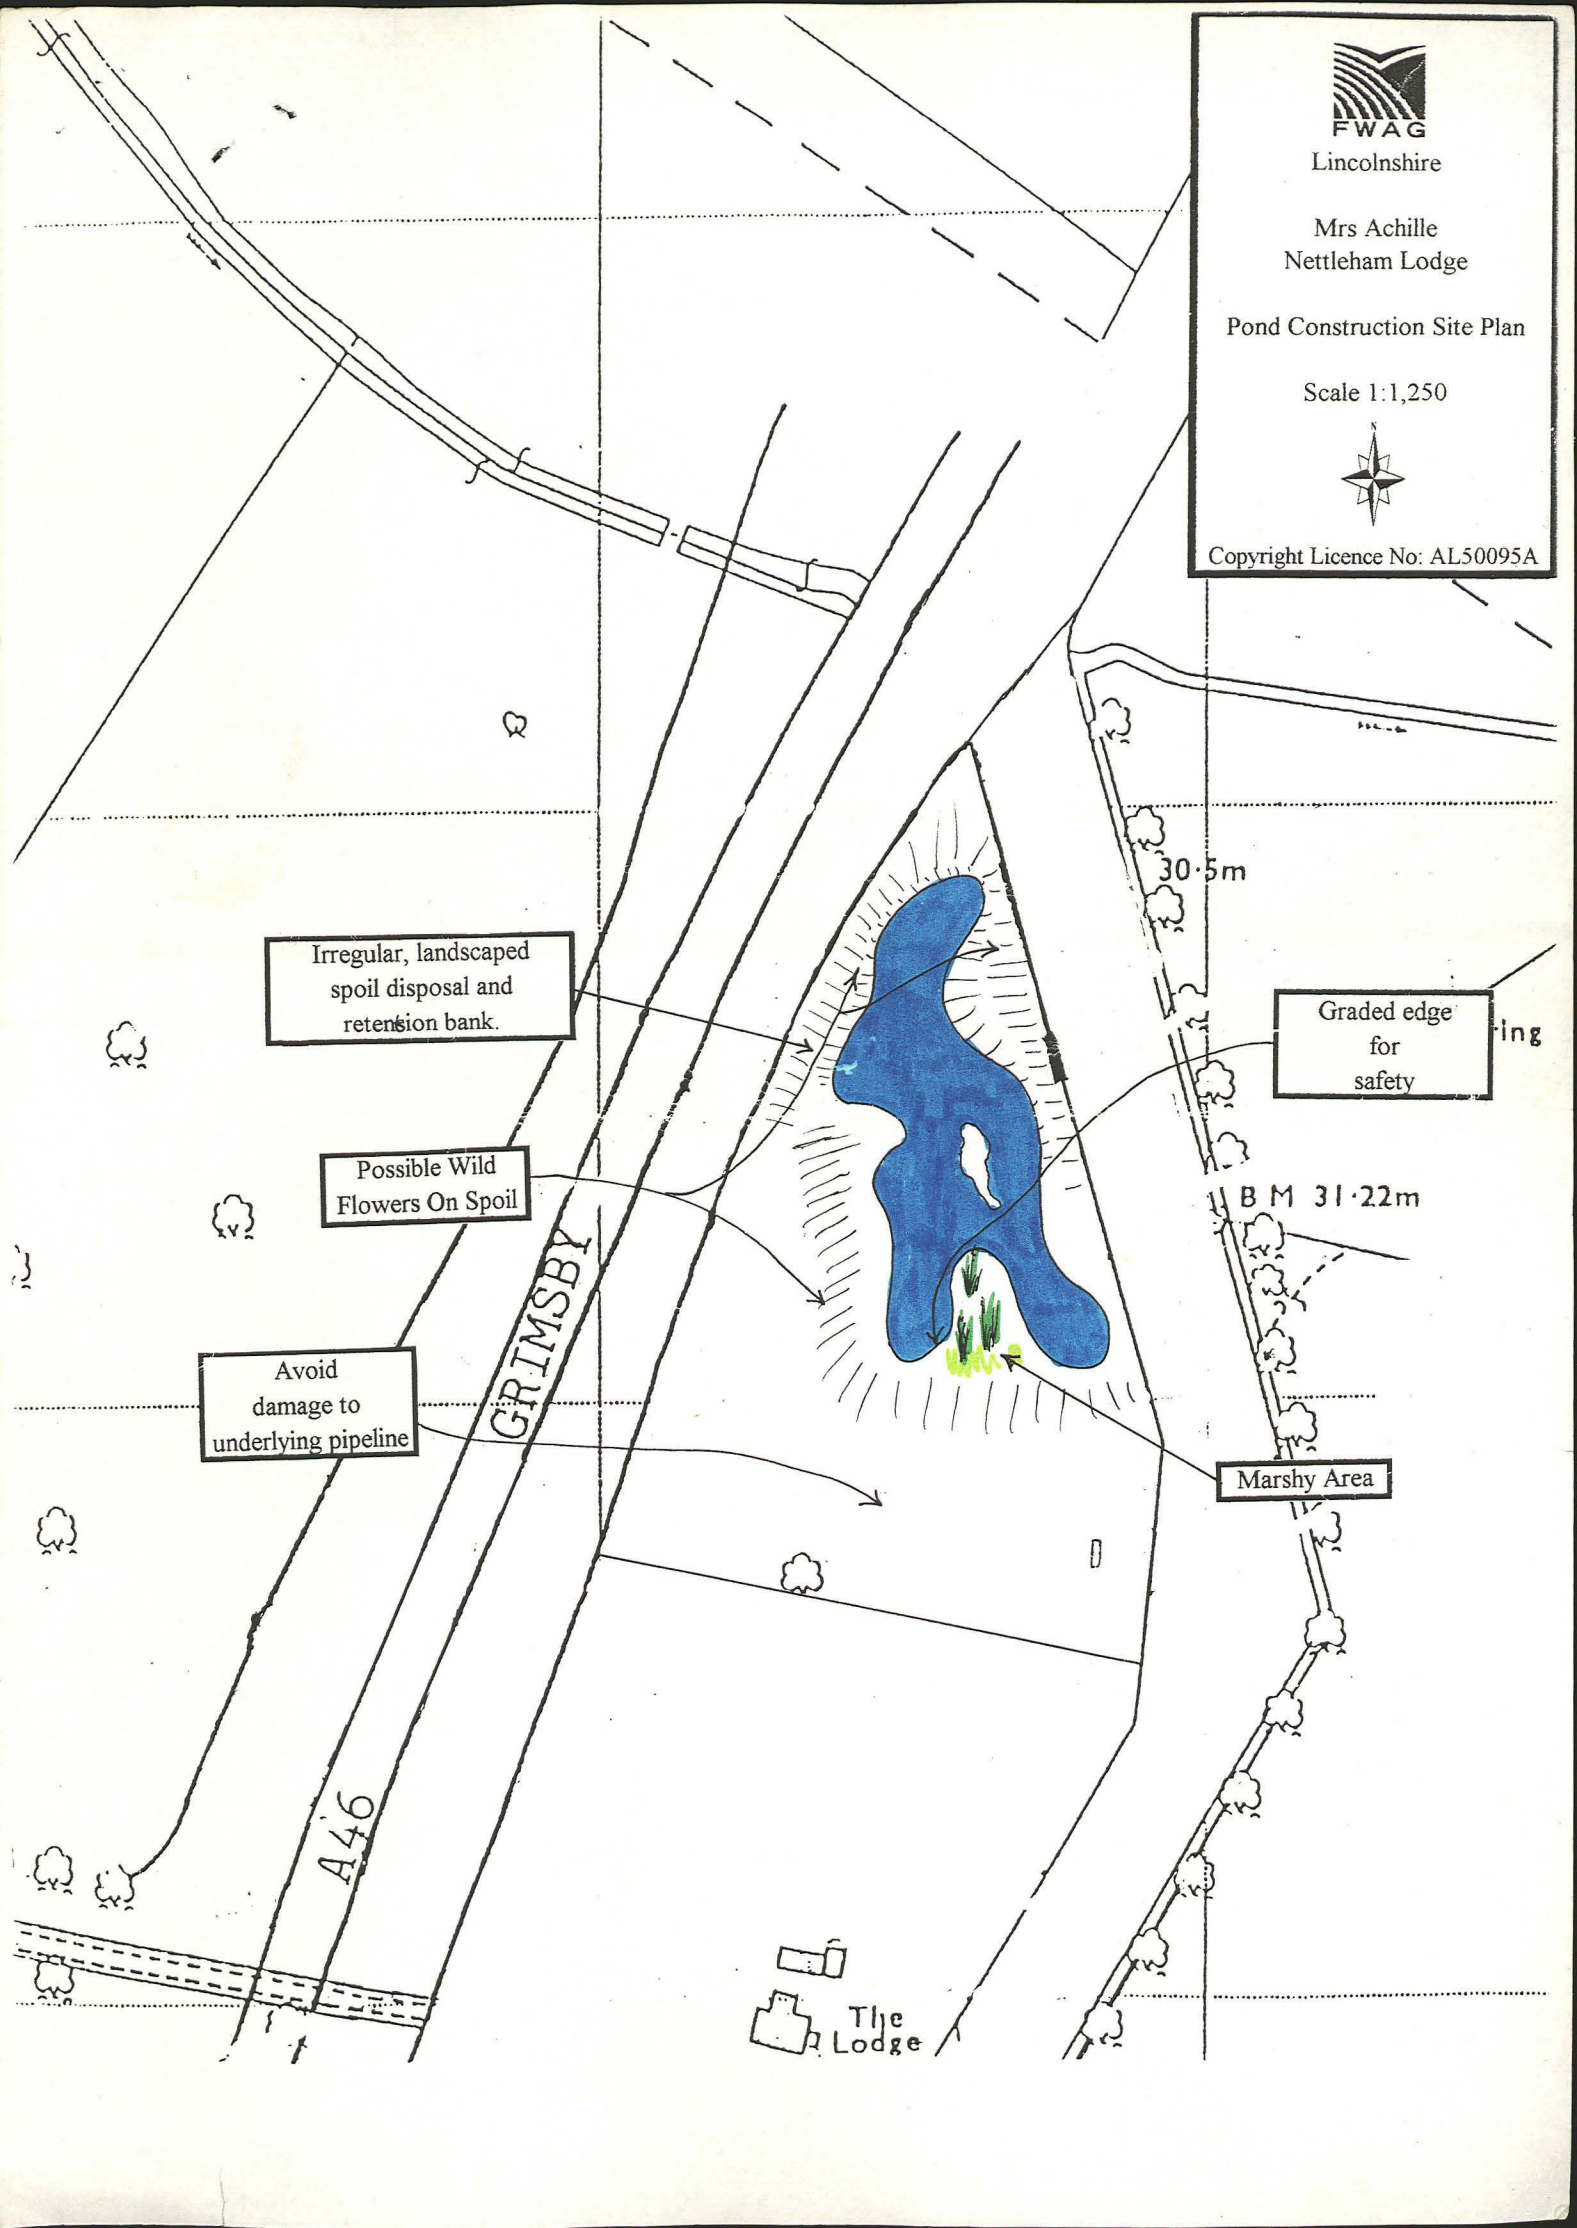 FWAG
Lincolnshire
Mrs Achille
Nettleham Lodge
Pond Construction Site Plan
Scale 1:1,250
N
Copyright Licence No: AL50095A
30·5m
Irregular, landscaped
spoil disposal and
retension bank.
Graded edge
for
safety
ing
Possible Wild
Flowers On Spoil
B M 31·22m
GRIMSBY
Avoid
damage to
underlying pipeline
Marshy Area
A46
The
Lodge